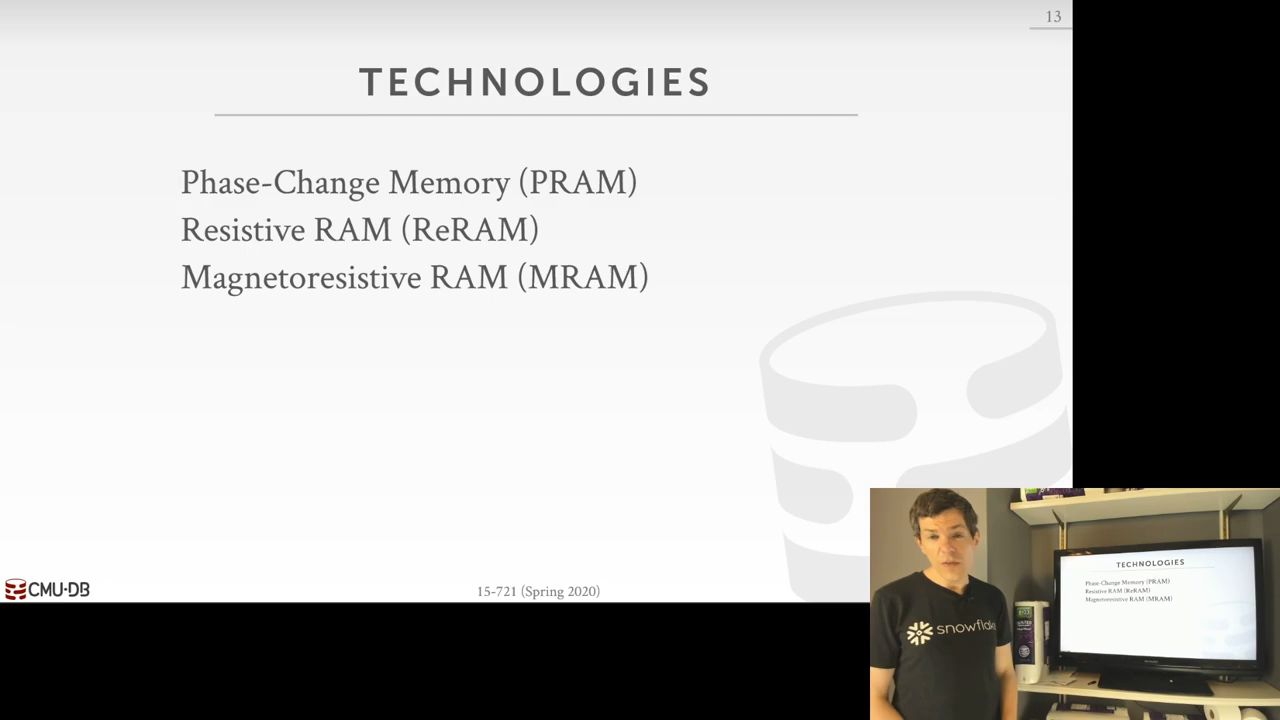 13
TECHNOLOGIES
Phase-Change Memory (PRAM)
Resistive RAM (ReRAM)
Magnetoresistive RAM (MRAM)
CMU·DB
15-721 (Spring 2020)
snowflake
TECHNOLOGIES
Phase-Change Memory (PRAM)
Resistive RAM (ReRAM)
Magnetoresistive RAM (MRAM)